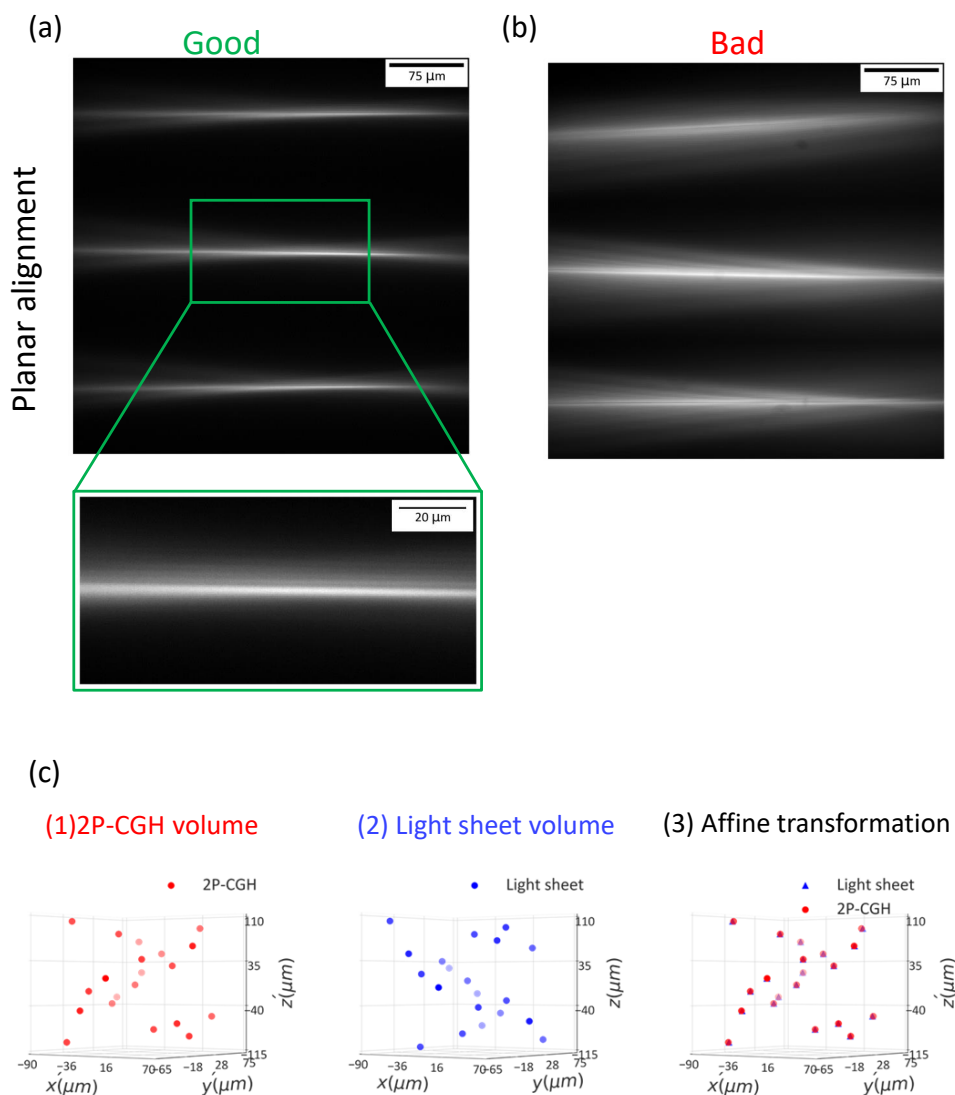 (a)
Good
75 µm
(b)
Bad
75 µm
Planar alignment
20 µm
(c)
(1)2P-CGH volume
(2) Light sheet volume
(3) Affine transformation
2P-CGH
110
35
−40
−115
ź(µm)
−90 −36 16 70
x́(µm)
−65 −18 28 75
ý(µm)
Light sheet
110
35
−40
−115
z(µm)
−90 −36 16 70
x(µm)
−65 −18 28 75
y(µm)
Light sheet
2P-CGH
110
35
−40
−115
ź(µm)
−90 −36 16 70
x́(µm)
−65 −18 28 75
ý(µm)